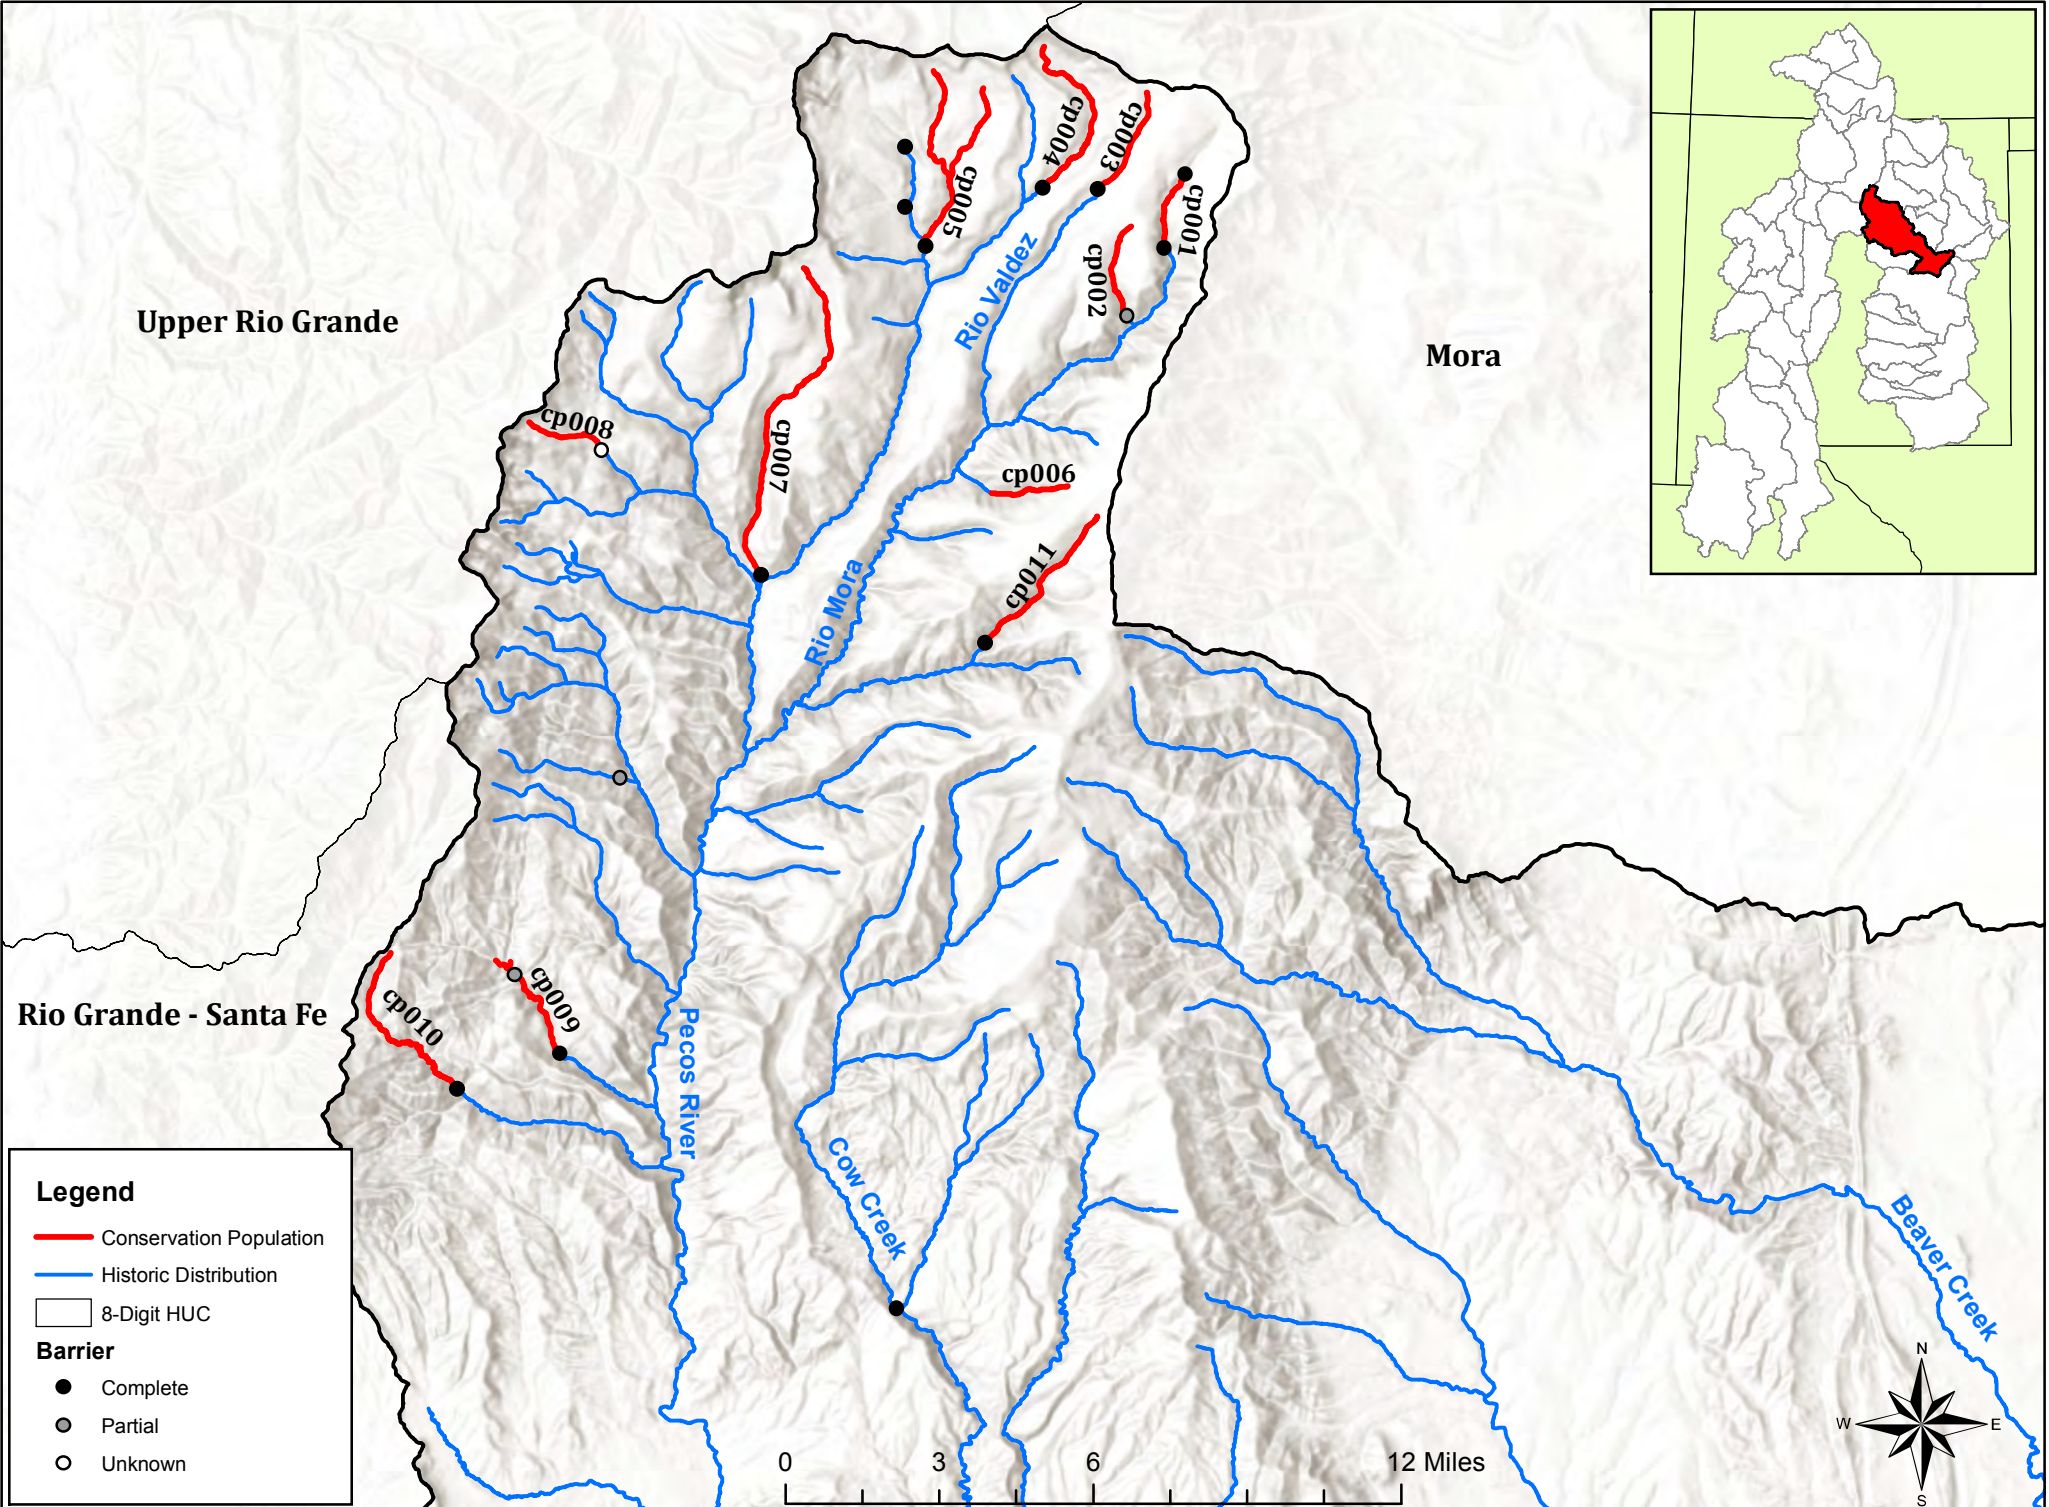 cp004
cp003
cp005
cp001
cp002
Rio Valdez
Upper Rio Grande
Mora
cp008
cp007
cp006
cp011
Rio Mora
cp009
cp010
Rio Grande - Santa Fe
Pecos River
Cow Creek
Beaver Creek
Legend
Conservation Population
Historic Distribution
8-Digit HUC
Barrier
Complete
Partial
Unknown
0 3 6 12 Miles
N
W E
S